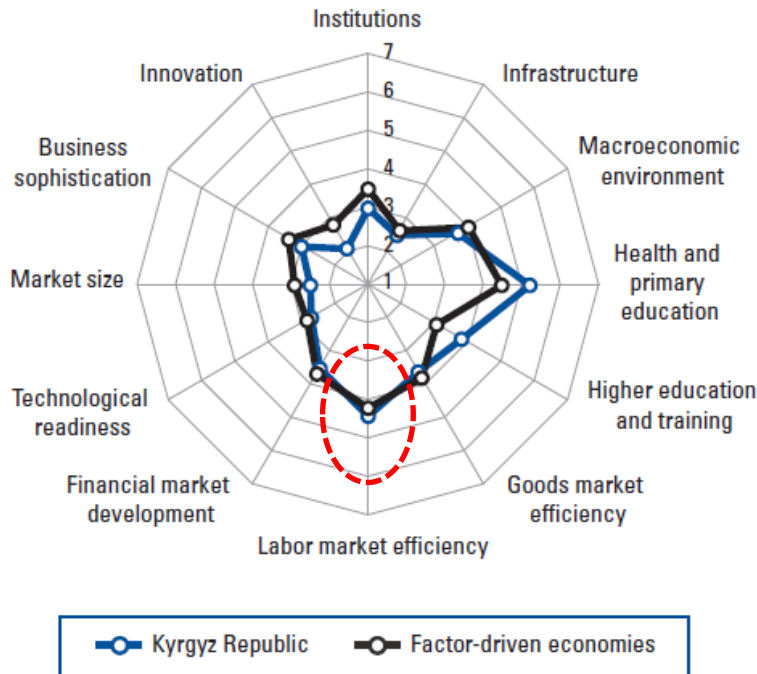 Institutions
7
6
5
4
3
2
1
Innovation
Infrastructure
Business
sophistication
Macroeconomic
environment
Market size
Health and
primary
education
Technological
readiness
Higher education
and training
Financial market
development
Goods market
efficiency
Labor market efficiency
Kyrgyz Republic
Factor-driven economies